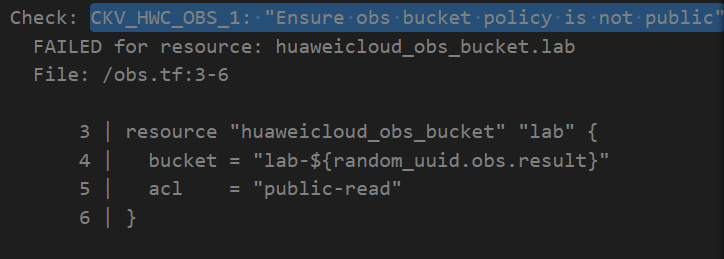 Check: CKV_HWC_OBS_1: "Ensure obs bucket policy is not public"
FAILED for resource: huaweicloud_obs_bucket.lab
File: /obs.tf:3-6
3 | resource "huaweicloud_obs_bucket" "lab" {
4 |   bucket = "lab-${random_uuid.obs.result}"
5 |   acl    = "public-read"
6 | }